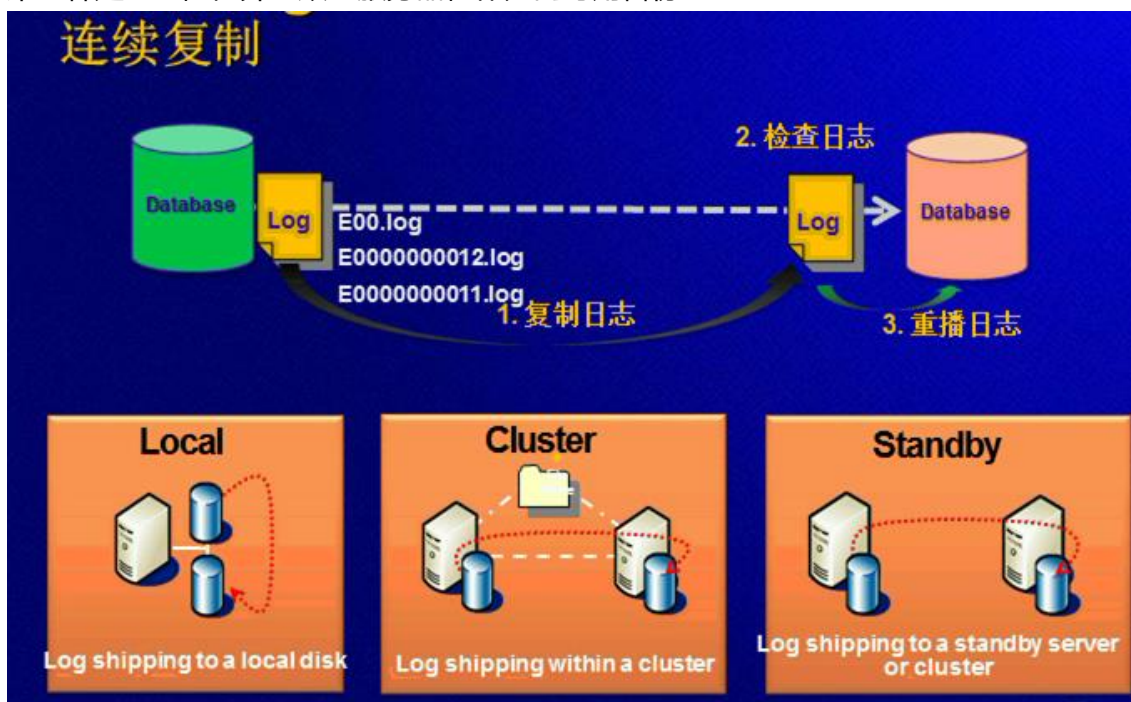 连续复制
2. 检查日志
Database
Log
E00.log
E0000000012.log
E0000000011.log
Log
Database
1. 复制日志
3. 重播日志
Local
Cluster
Standby
Log shipping to a local disk
Log shipping within a cluster
Log shipping to a standby server
or cluster